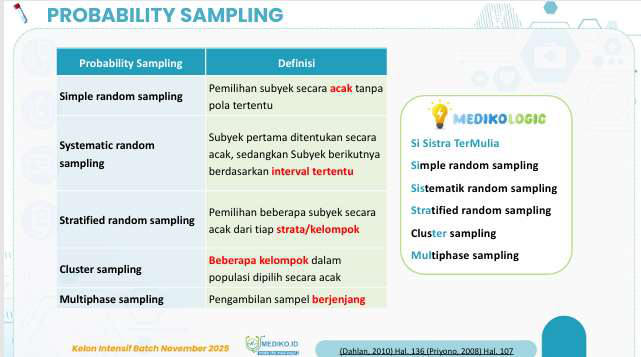 PROBABILITY SAMPLING
Probability Sampling
Definisi
Simple random sampling
Pemilihan subyek secara acak tanpa
pola tertentu
Systematic random
sampling
Subyek pertama ditentukan secara
acak, sedangkan Subyek berikutnya
berdasarkan interval tertentu
Stratified random sampling
Pemilihan beberapa subyek secara
acak dari tiap strata/kelompok
Cluster sampling
Beberapa kelompok dalam
populasi dipilih secara acak
Multiphase sampling
Pengambilan sampel berjenjang
MEDIKOLOGIC
Si Sistra TerMulia
Simple random sampling
Sistematik random sampling
Stratified random sampling
Cluster sampling
Multiphase sampling
Kelon Intensif Batch November 2025
MEDIKO.ID
(Dahlan, 2010) Hal. 136 (Priyono, 2008) Hal. 107